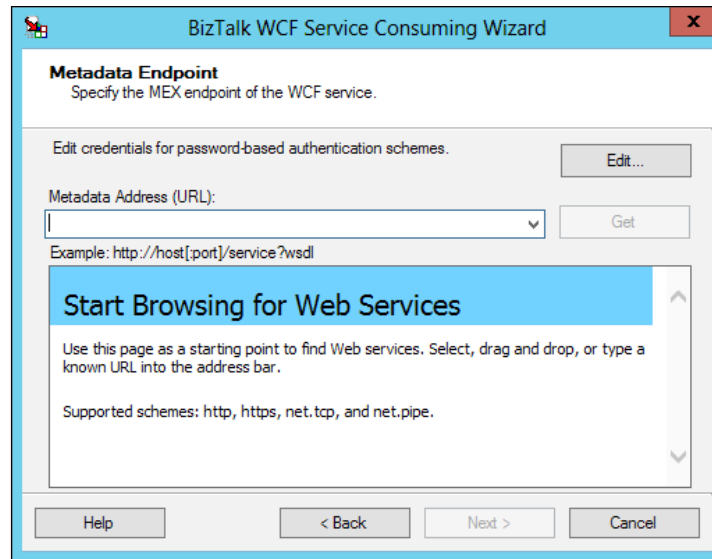 BizTalk WCF Service Consuming Wizard
x
Metadata Endpoint
Specify the MEX endpoint of the WCF service.
Edit credentials for password-based authentication schemes.
Edit...
Metadata Address (URL):
Get
Example: http://host[:port]/service?wsdl
Start Browsing for Web Services
Use this page as a starting point to find Web services. Select, drag and drop, or type a
known URL into the address bar.
Supported schemes: http, https, net.tcp, and net.pipe.
Help
< Back
Next >
Cancel